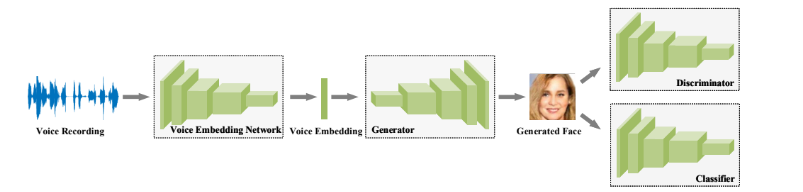 Voice Recording
Voice Embedding Network
Voice Embedding
Generator
Generated Face
Discriminator
Classifier